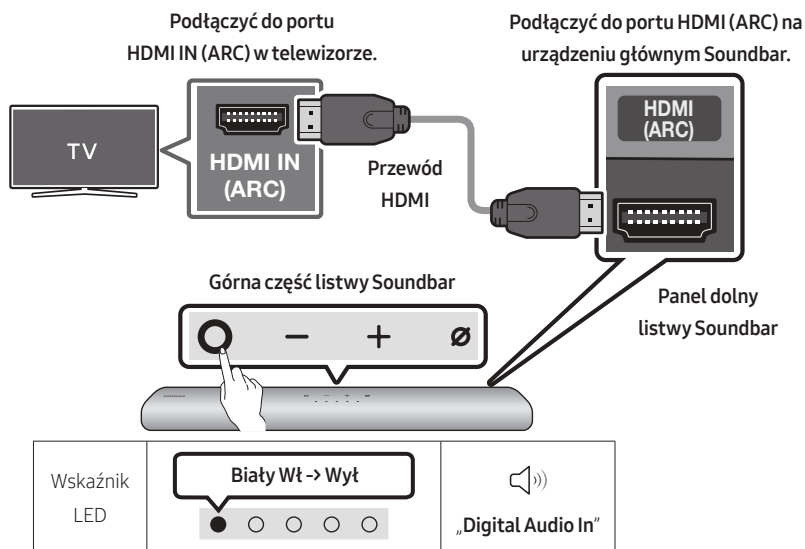 Podłączyć do portu
HDMI IN (ARC) w telewizorze.
Podłączyć do portu HDMI (ARC) na
urządzeniu głównym Soundbar.
TV
HDMI IN
(ARC)
Przewód
HDMI
HDMI
(ARC)
Górna część listwy Soundbar
Panel dolny
listwy Soundbar
Wskaźnik
LED
Biały Wł -> Wył
„Digital Audio In”